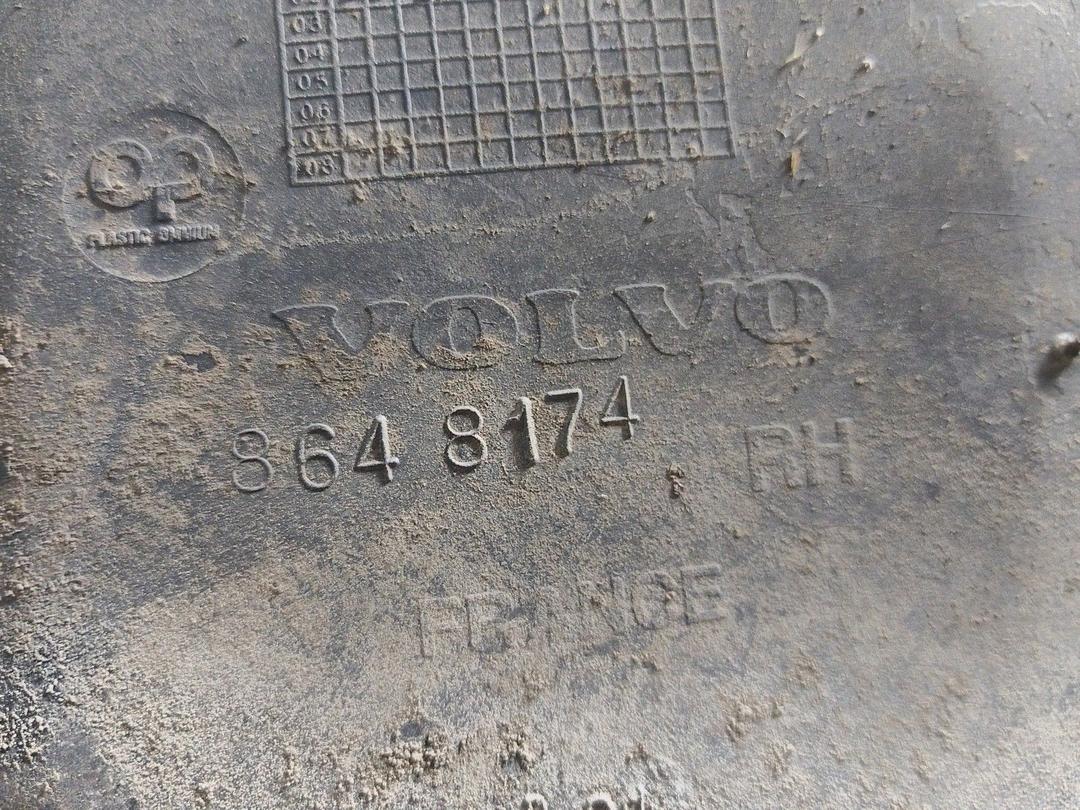 03
04
05
06
07
08
PLASTIC OMNIUM
VOLVO
864 8174 RH
FRANCE